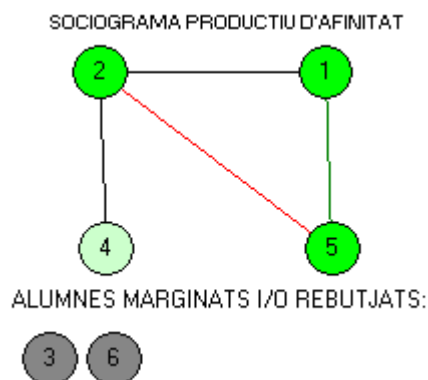 SOCIOGRAMA PRODUCTIU D'AFINITAT
2 1
4 5
ALUMNES MARGINATS I/O REBUTJATS:
3 6